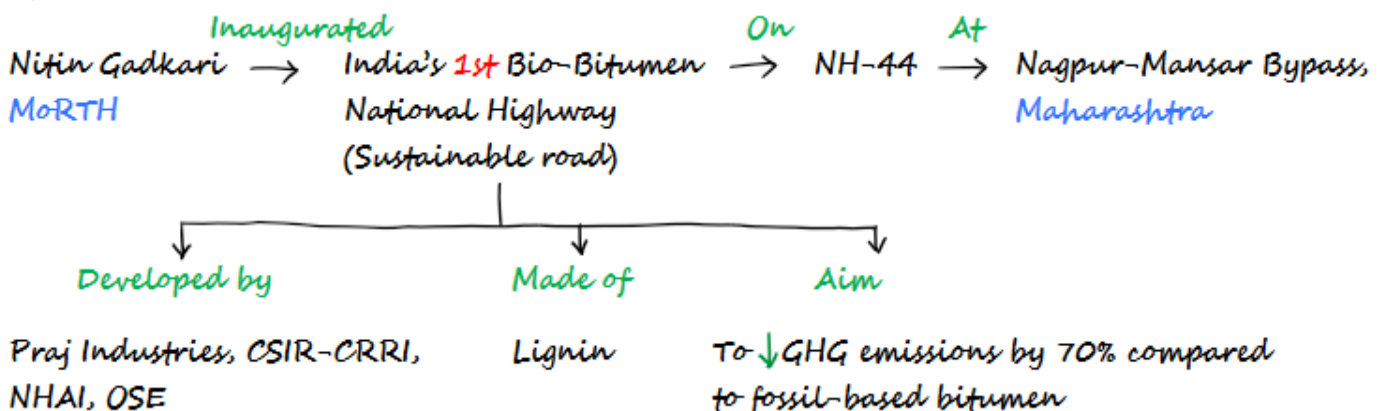 Inaugurated On At
Nitin Gadkari → India's 1st Bio-Bitumen → NH-44 → Nagpur-Mansar Bypass,
MoRTH National Highway Maharashtra
(Sustainable road)
Developed by Made of Aim
Praj Industries, CSIR-CRRI, Lignin To ↓ GHG emissions by 70% compared
NHAI, OSE to fossil-based bitumen